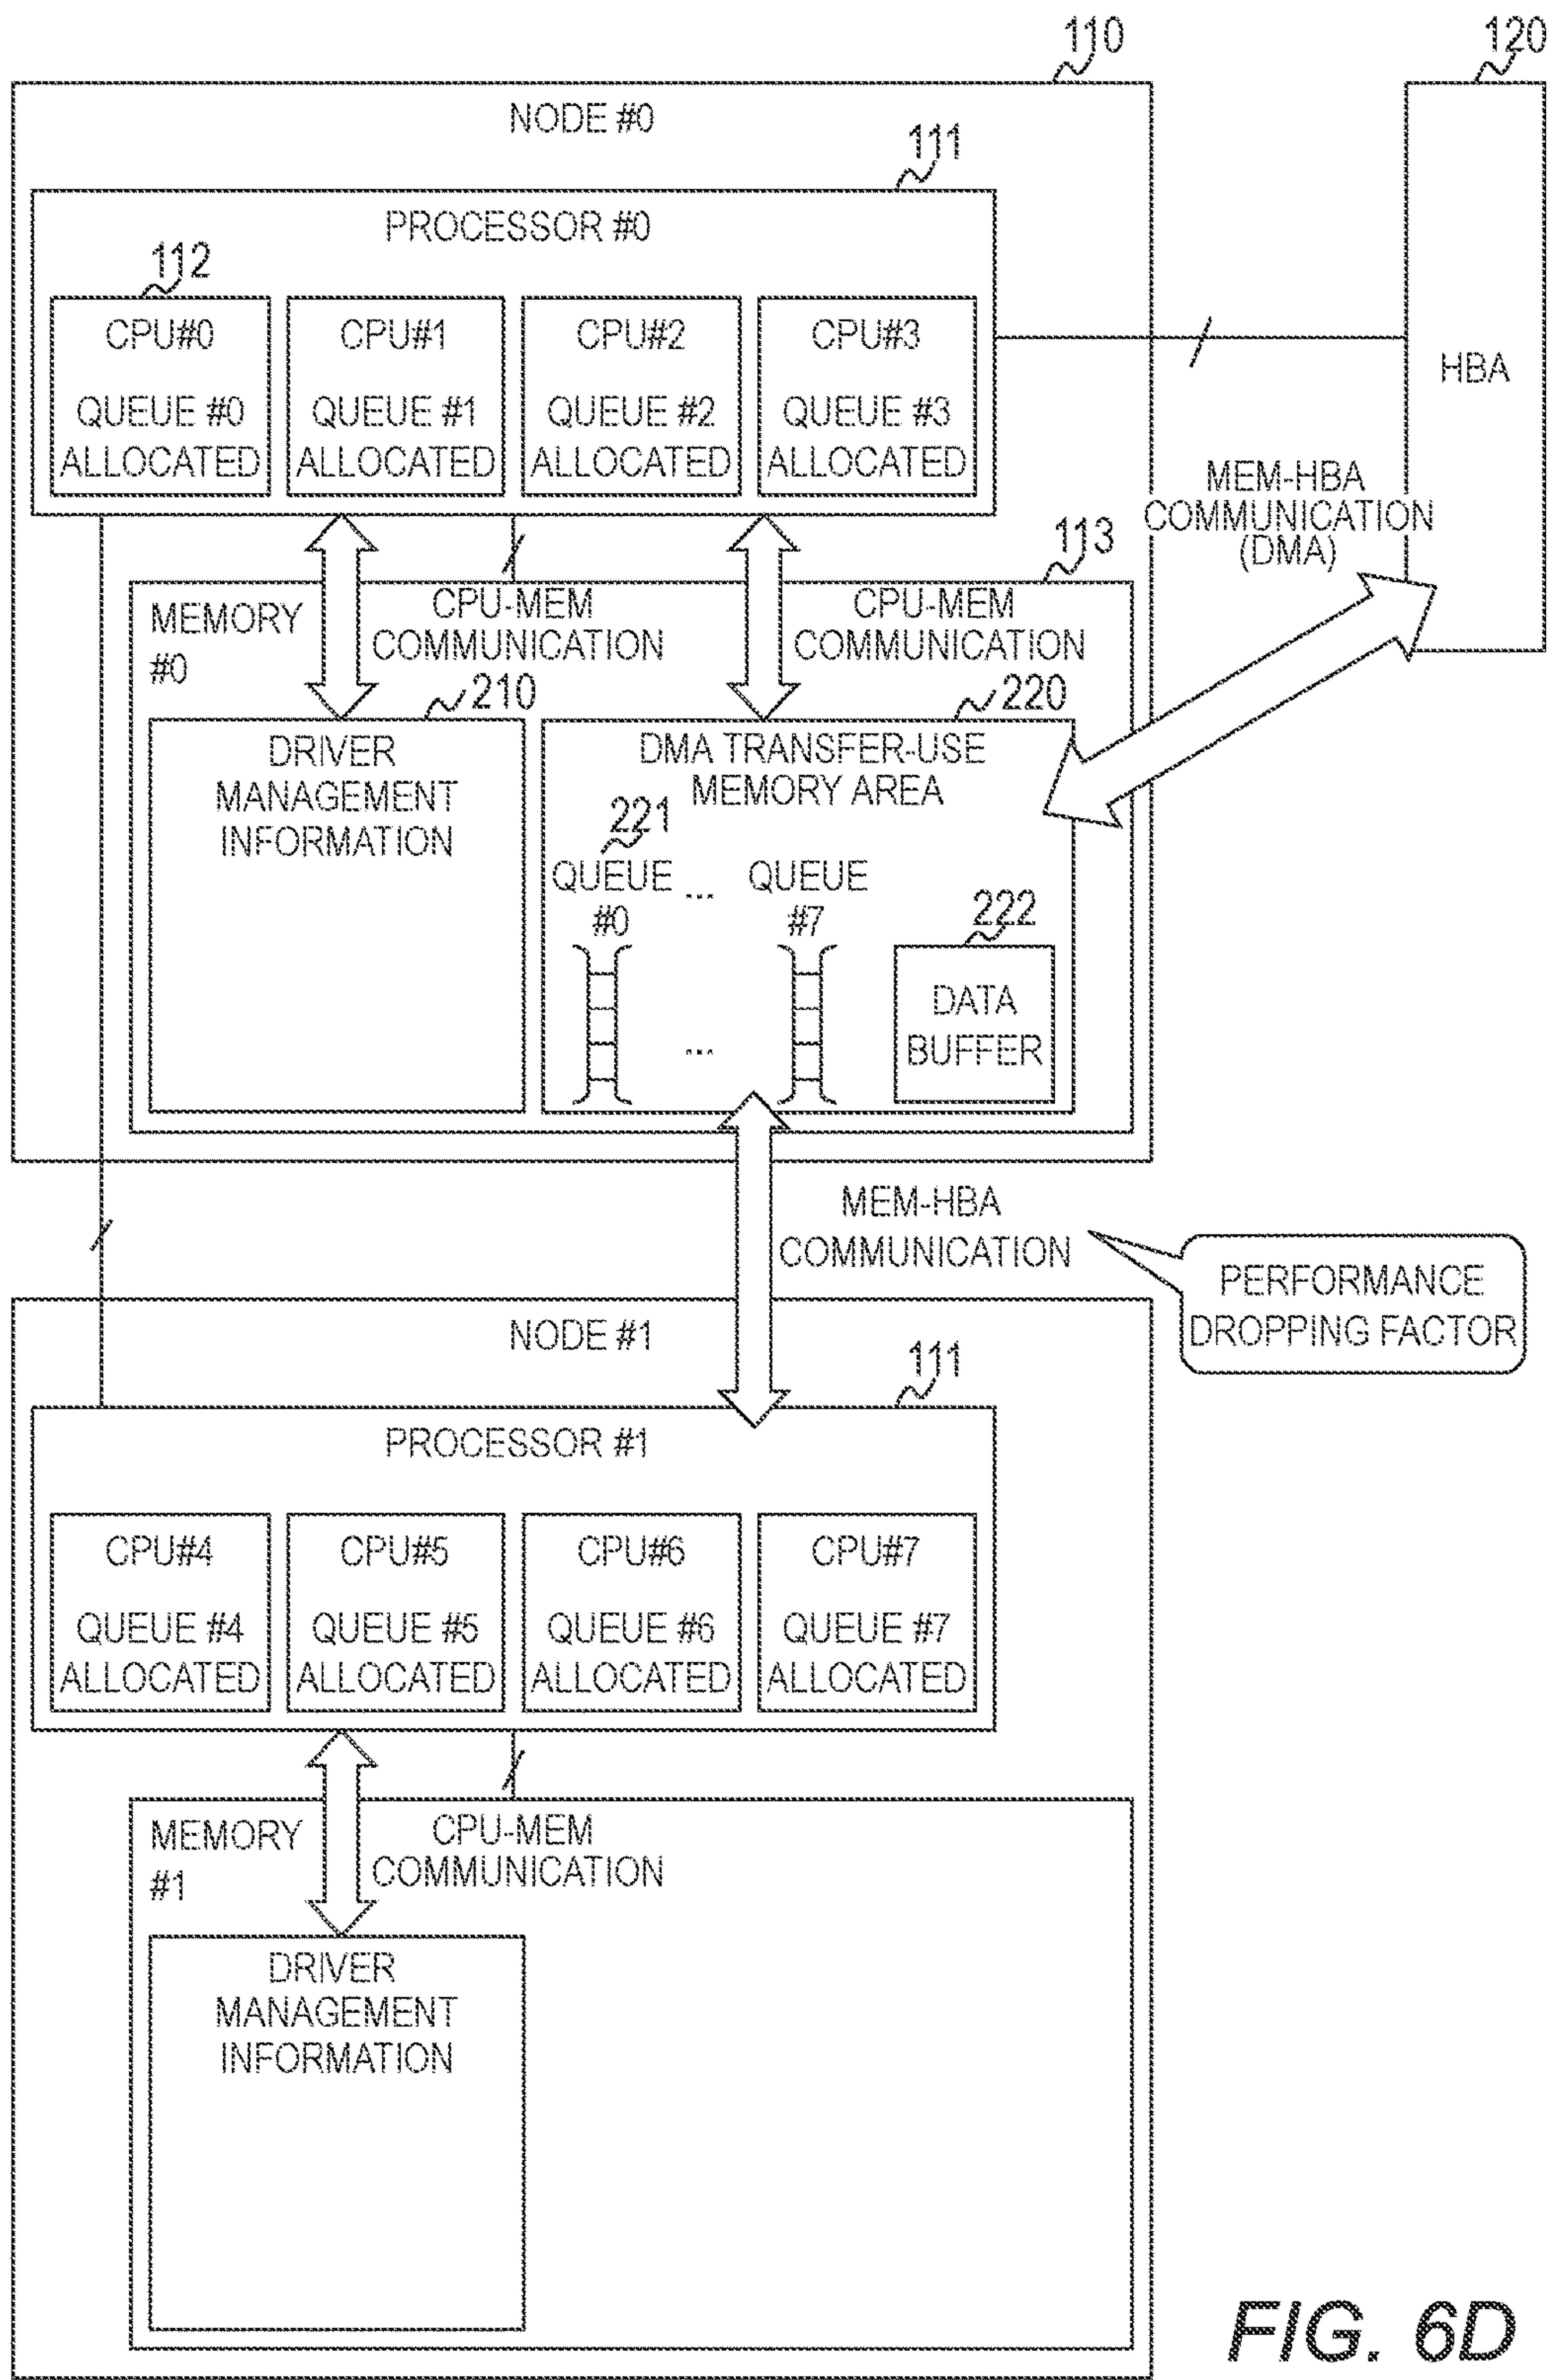 110
120
NODE #0
111
PROCESSOR #0
112
CPU#0
QUEUE #0
ALLOCATED
CPU#1
QUEUE #1
ALLOCATED
CPU#2
QUEUE #2
ALLOCATED
CPU#3
QUEUE #3
ALLOCATED
HBA
MEM-HBA
COMMUNICATION
(DMA)
113
MEMORY
#0
CPU-MEM
COMMUNICATION
CPU-MEM
COMMUNICATION
210
220
DRIVER
MANAGEMENT
INFORMATION
DMA TRANSFER-USE
MEMORY AREA
221
QUEUE
#0
...
QUEUE
#7
222
...
DATA
BUFFER
MEM-HBA
COMMUNICATION
PERFORMANCE
DROPPING FACTOR
NODE #1
111
PROCESSOR #1
CPU#4
QUEUE #4
ALLOCATED
CPU#5
QUEUE #5
ALLOCATED
CPU#6
QUEUE #6
ALLOCATED
CPU#7
QUEUE #7
ALLOCATED
MEMORY
#1
CPU-MEM
COMMUNICATION
DRIVER
MANAGEMENT
INFORMATION
FIG. 6D